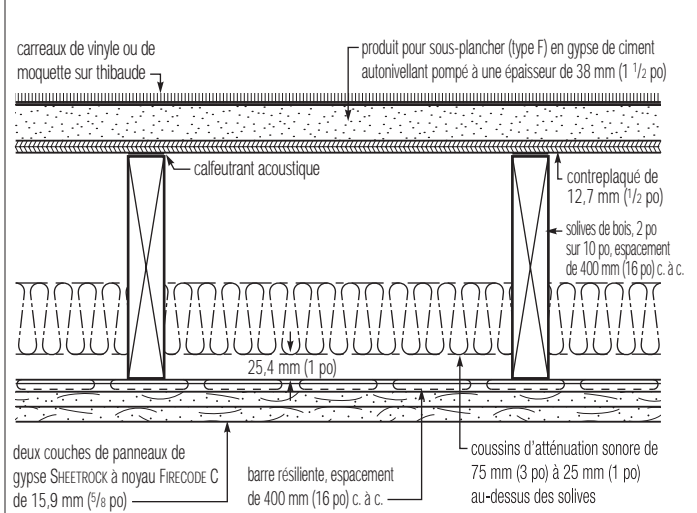 carreaux de vinyle ou de
moquette sur thibaude
produit pour sous-plancher (type F) en gypse de ciment
autonivellant pompé à une épaisseur de 38 mm (1 1/2 po)
calfeutrant acoustique
contreplaqué de
12,7 mm (1/2 po)
solives de bois, 2 po
sur 10 po, espacement
de 400 mm (16 po) c. à c.
25,4 mm (1 po)
deux couches de panneaux de
gypse SHEETROCK à noyau FIRECODE C
de 15,9 mm (5/8 po)
barre résiliente, espacement
de 400 mm (16 po) c. à c.
coussins d'atténuation sonore de
75 mm (3 po) à 25 mm (1 po)
au-dessus des solives